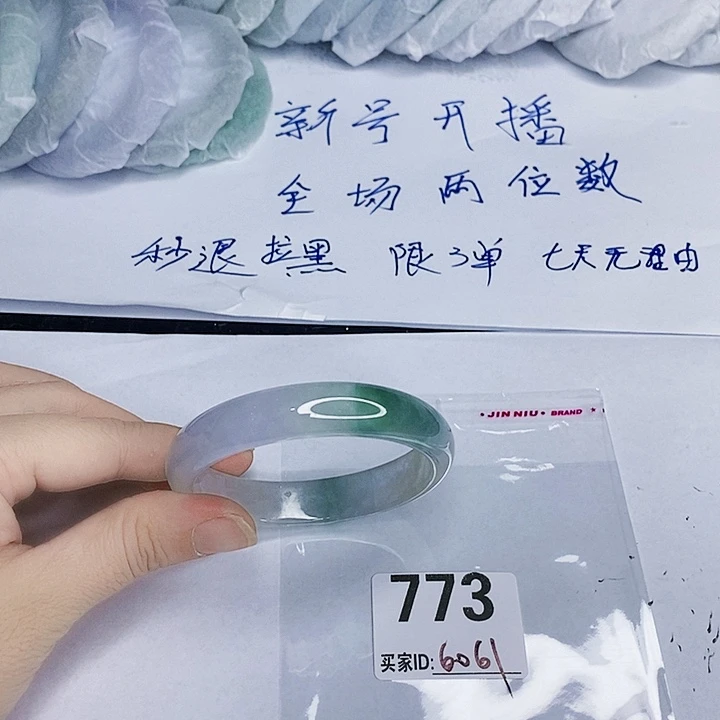 新号开播
全场两位数
秒退拉黑 限3单 七天无理由
•JIN NIU• BRAND ★
773
买家ID:6061